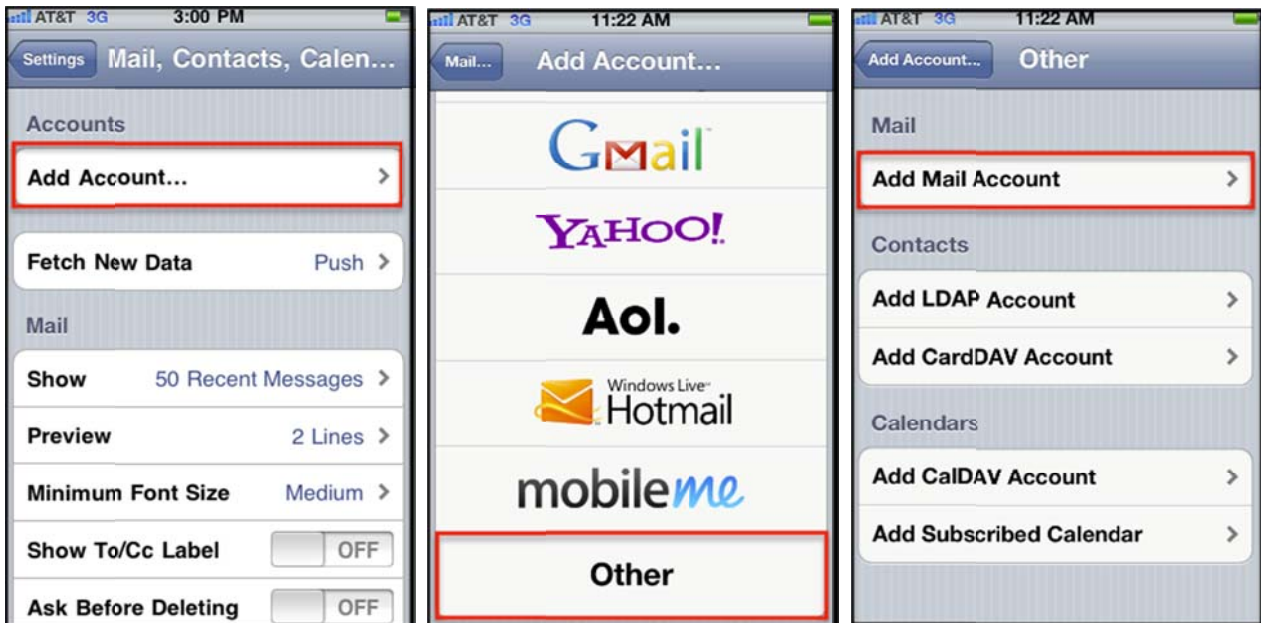 AT&T 3G 3:00 PM
Settings Mail, Contacts, Calen...
Accounts
Add Account... >
Fetch New Data Push >
Mail
Show 50 Recent Messages >
Preview 2 Lines >
Minimum Font Size Medium >
Show To/Cc Label OFF
Ask Before Deleting OFF
AT&T 3G 11:22 AM
Mail... Add Account...
Gmail™
YAHOO!
Aol.
Windows Live™
Hotmail
mobileme
Other
AT&T 3G 11:22 AM
Add Account... Other
Mail
Add Mail Account >
Contacts
Add LDAP Account >
Add CardDAV Account >
Calendars
Add CalDAV Account >
Add Subscribed Calendar >